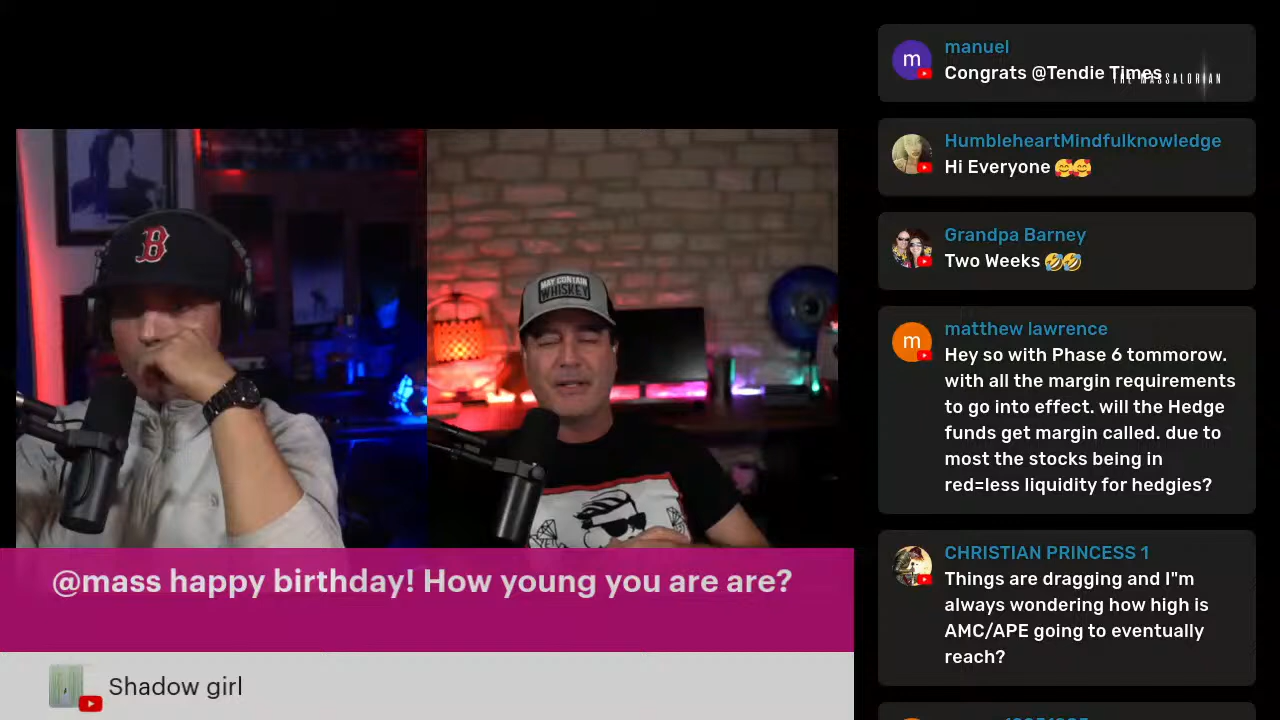 manuel
Congrats @Tendie Times
THE MASSALORIAN
HumbleheartMindfulknowledge
Hi Everyone 🥰🥰
Grandpa Barney
Two Weeks 🤣🤣
matthew lawrence
Hey so with Phase 6 tommorow.
with all the margin requirements
to go into effect. will the Hedge
funds get margin called. due to
most the stocks being in
red=less liquidity for hedgies?
CHRISTIAN PRINCESS 1
Things are dragging and I"m
always wondering how high is
AMC/APE going to eventually
reach?
B
MAY CONTAIN
WHISKEY
@mass happy birthday! How young you are are?
Shadow girl
m
m